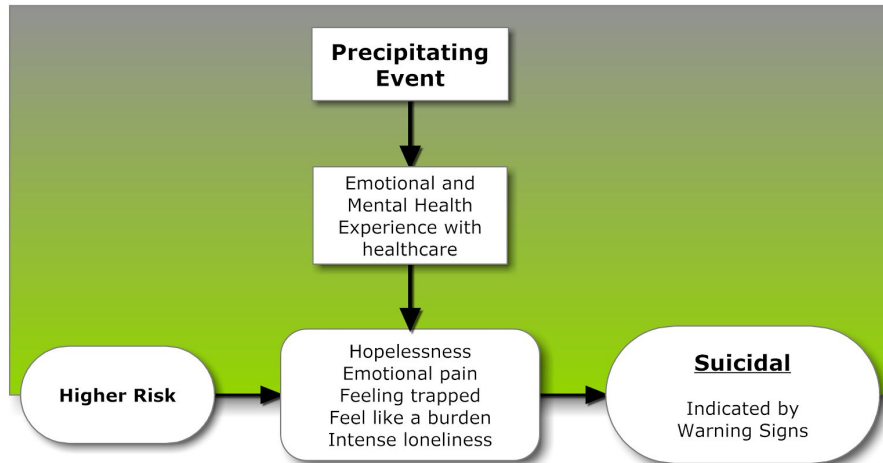 Precipitating
Event
Emotional and
Mental Health
Experience with
healthcare
Higher Risk
Hopelessness
Emotional pain
Feeling trapped
Feel like a burden
Intense loneliness
Suicidal
Indicated by
Warning Signs